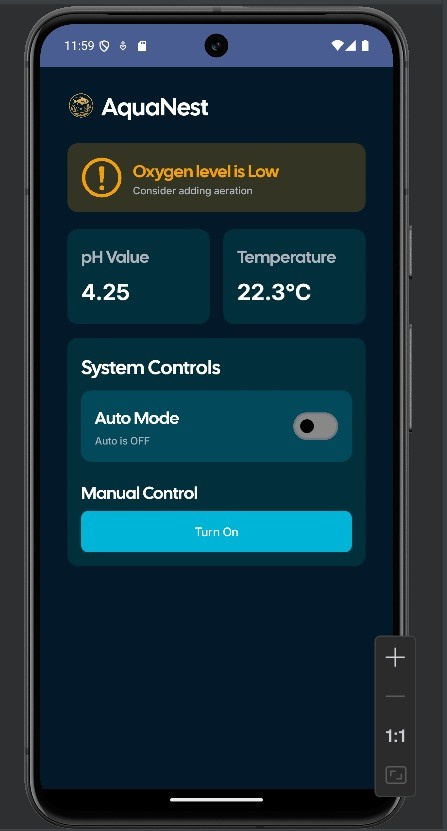 11:59
AquaNest
Oxygen level is Low
Consider adding aeration
pH Value
4.25
Temperature
22.3°C
System Controls
Auto Mode
Auto is OFF
Manual Control
Turn On
1:1